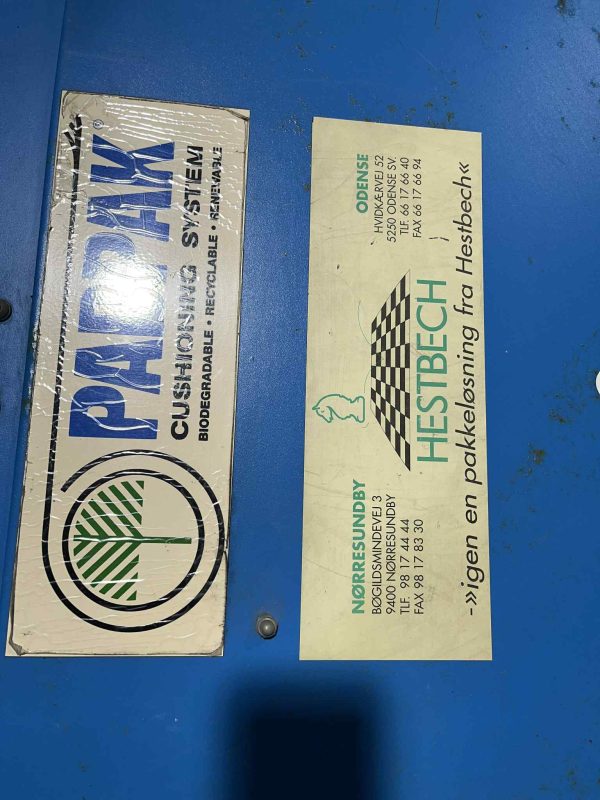 PADPAK®
CUSHIONING SYSTEM
BIODEGRADABLE • RECYCLABLE • RENEWABLE
NØRRESUNDBY
BØGILDSMINDEVEJ 3
9400 NØRRESUNDBY
TLF. 98 17 44 44
FAX 98 17 83 30
HESTBECH
ODENSE
HVIDKÆRVEJ 52
5250 ODENSE SV.
TLF. 66 17 66 40
FAX 66 17 66 94
-»igen en pakkeløsning fra Hestbech«